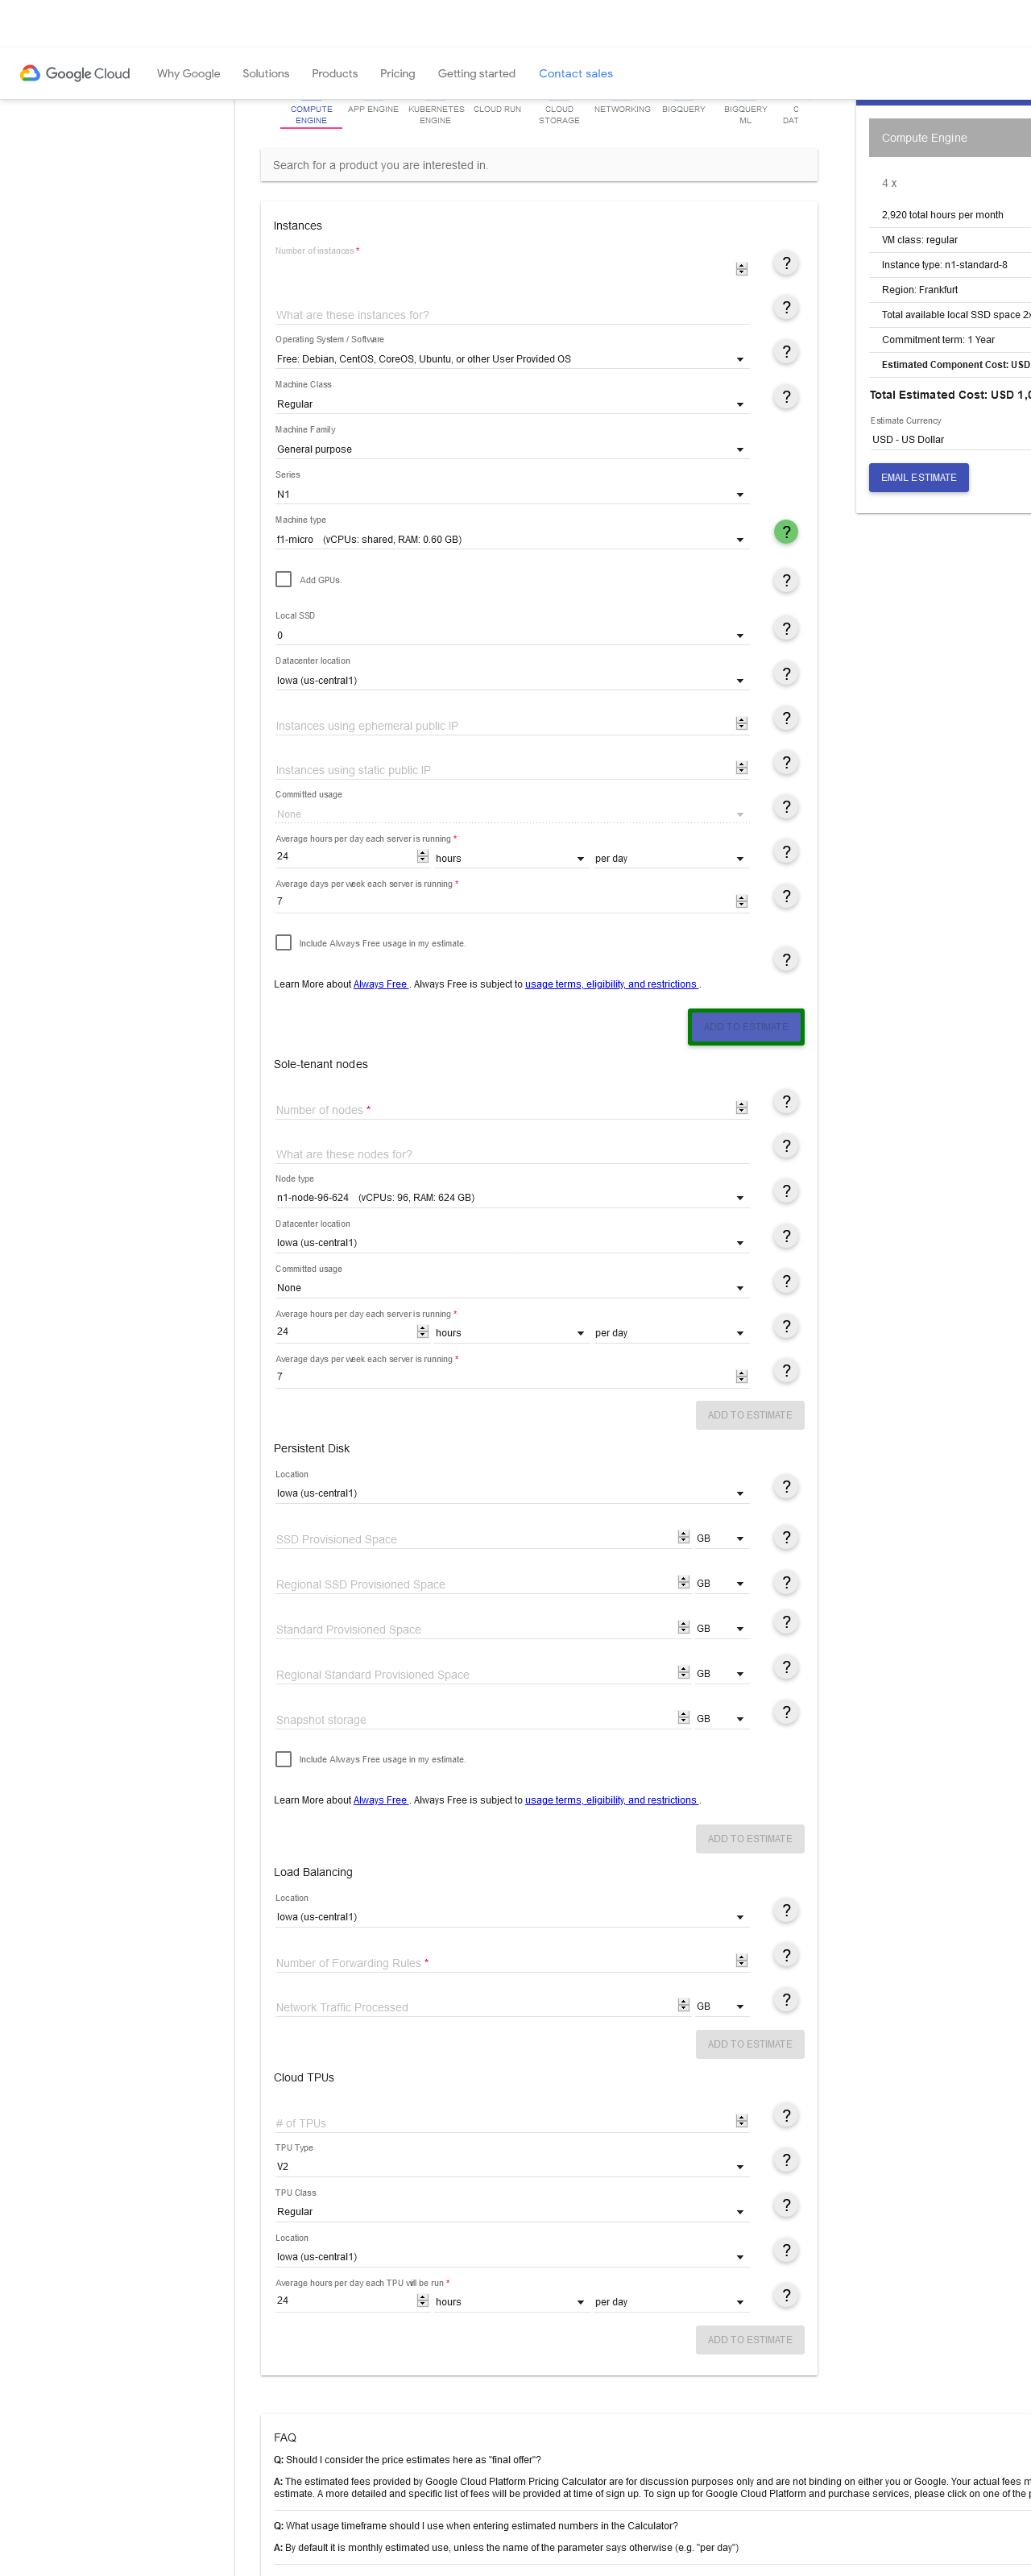 Google Cloud Why Google Solutions Products Pricing Getting started Contact sales
COMPUTE ENGINE APP ENGINE KUBERNETES ENGINE CLOUD RUN CLOUD STORAGE NETWORKING BIGQUERY BIGQUERY ML C DAT
Search for a product you are interested in.
Instances
Number of instances *
?
What are these instances for?
?
Operating System / Software
Free: Debian, CentOS, CoreOS, Ubuntu, or other User Provided OS
?
Machine Class
Regular
?
Machine Family
General purpose
Series
N1
Machine type
f1-micro (vCPUs: shared, RAM: 0.60 GB)
?
Add GPUs.
?
Local SSD
0
?
Datacenter location
Iowa (us-central1)
?
Instances using ephemeral public IP
?
Instances using static public IP
?
Committed usage
None
?
Average hours per day each server is running *
24 hours per day
?
Average days per week each server is running *
7
?
Include Always Free usage in my estimate.
?
Learn More about Always Free . Always Free is subject to usage terms, eligibility, and restrictions .
ADD TO ESTIMATE
Sole-tenant nodes
Number of nodes *
?
What are these nodes for?
?
Node type
n1-node-96-624 (vCPUs: 96, RAM: 624 GB)
?
Datacenter location
Iowa (us-central1)
?
Committed usage
None
?
Average hours per day each server is running *
24 hours per day
?
Average days per week each server is running *
7
?
ADD TO ESTIMATE
Persistent Disk
Location
Iowa (us-central1)
?
SSD Provisioned Space GB
?
Regional SSD Provisioned Space GB
?
Standard Provisioned Space GB
?
Regional Standard Provisioned Space GB
?
Snapshot storage GB
?
Include Always Free usage in my estimate.
Learn More about Always Free . Always Free is subject to usage terms, eligibility, and restrictions .
ADD TO ESTIMATE
Load Balancing
Location
Iowa (us-central1)
?
Number of Forwarding Rules *
?
Network Traffic Processed GB
?
ADD TO ESTIMATE
Cloud TPUs
# of TPUs
?
TPU Type
V2
?
TPU Class
Regular
?
Location
Iowa (us-central1)
?
Average hours per day each TPU will be run *
24 hours per day
?
ADD TO ESTIMATE
Compute Engine
4 x
2,920 total hours per month
VM class: regular
Instance type: n1-standard-8
Region: Frankfurt
Total available local SSD space 2x
Commitment term: 1 Year
Estimated Component Cost: USD
Total Estimated Cost: USD 1,0
Estimate Currency
USD - US Dollar
EMAIL ESTIMATE
FAQ
Q: Should I consider the price estimates here as "final offer"?
A: The estimated fees provided by Google Cloud Platform Pricing Calculator are for discussion purposes only and are not binding on either you or Google. Your actual fees m
estimate. A more detailed and specific list of fees will be provided at time of sign up. To sign up for Google Cloud Platform and purchase services, please click on one of the p
Q: What usage timeframe should I use when entering estimated numbers in the Calculator?
A: By default it is monthly estimated use, unless the name of the parameter says otherwise (e.g. "per day")